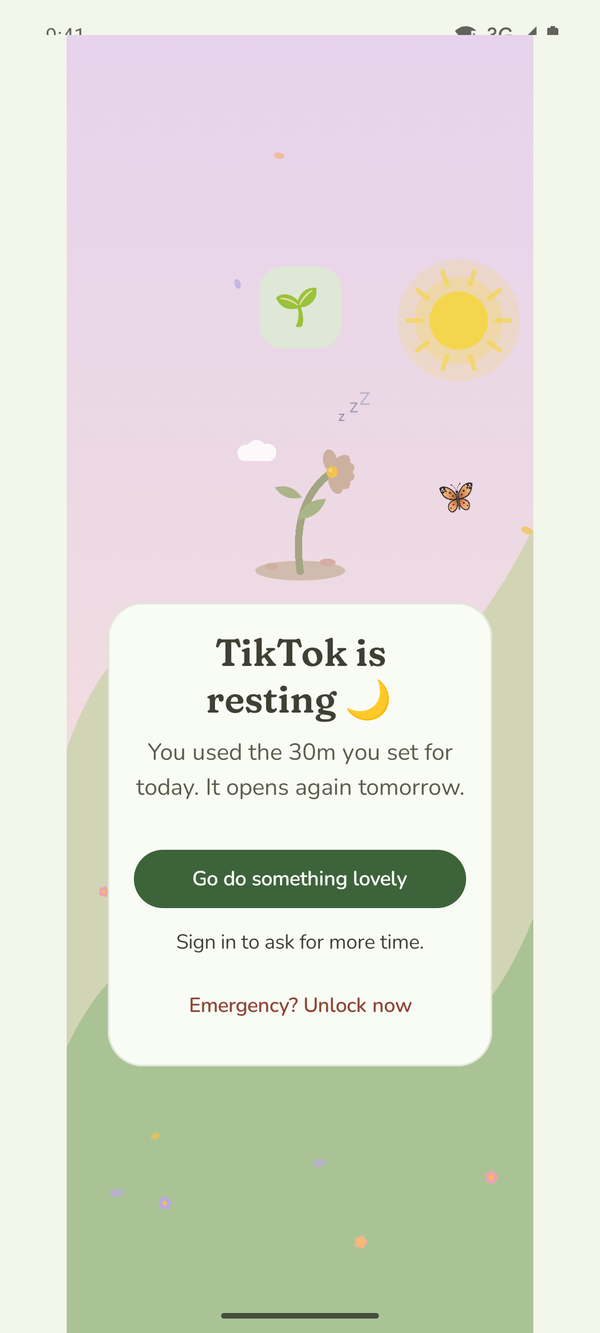 3G
z z Z
TikTok is
resting 🌙
You used the 30m you set for
today. It opens again tomorrow.
Go do something lovely
Sign in to ask for more time.
Emergency? Unlock now